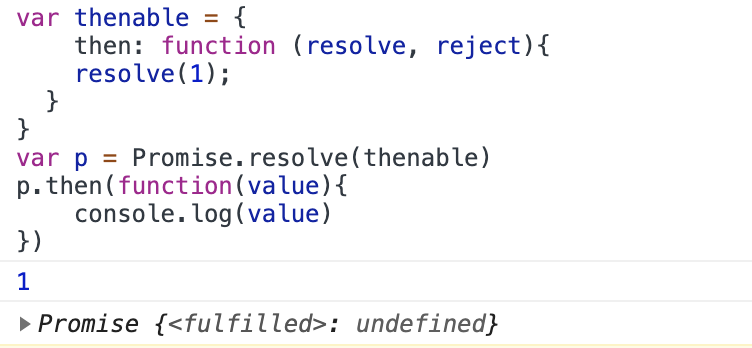 var thenable = {
    then: function (resolve, reject){
    resolve(1);
  }
}
var p = Promise.resolve(thenable)
p.then(function(value){
    console.log(value)
})
1
▶Promise {<fulfilled>: undefined}